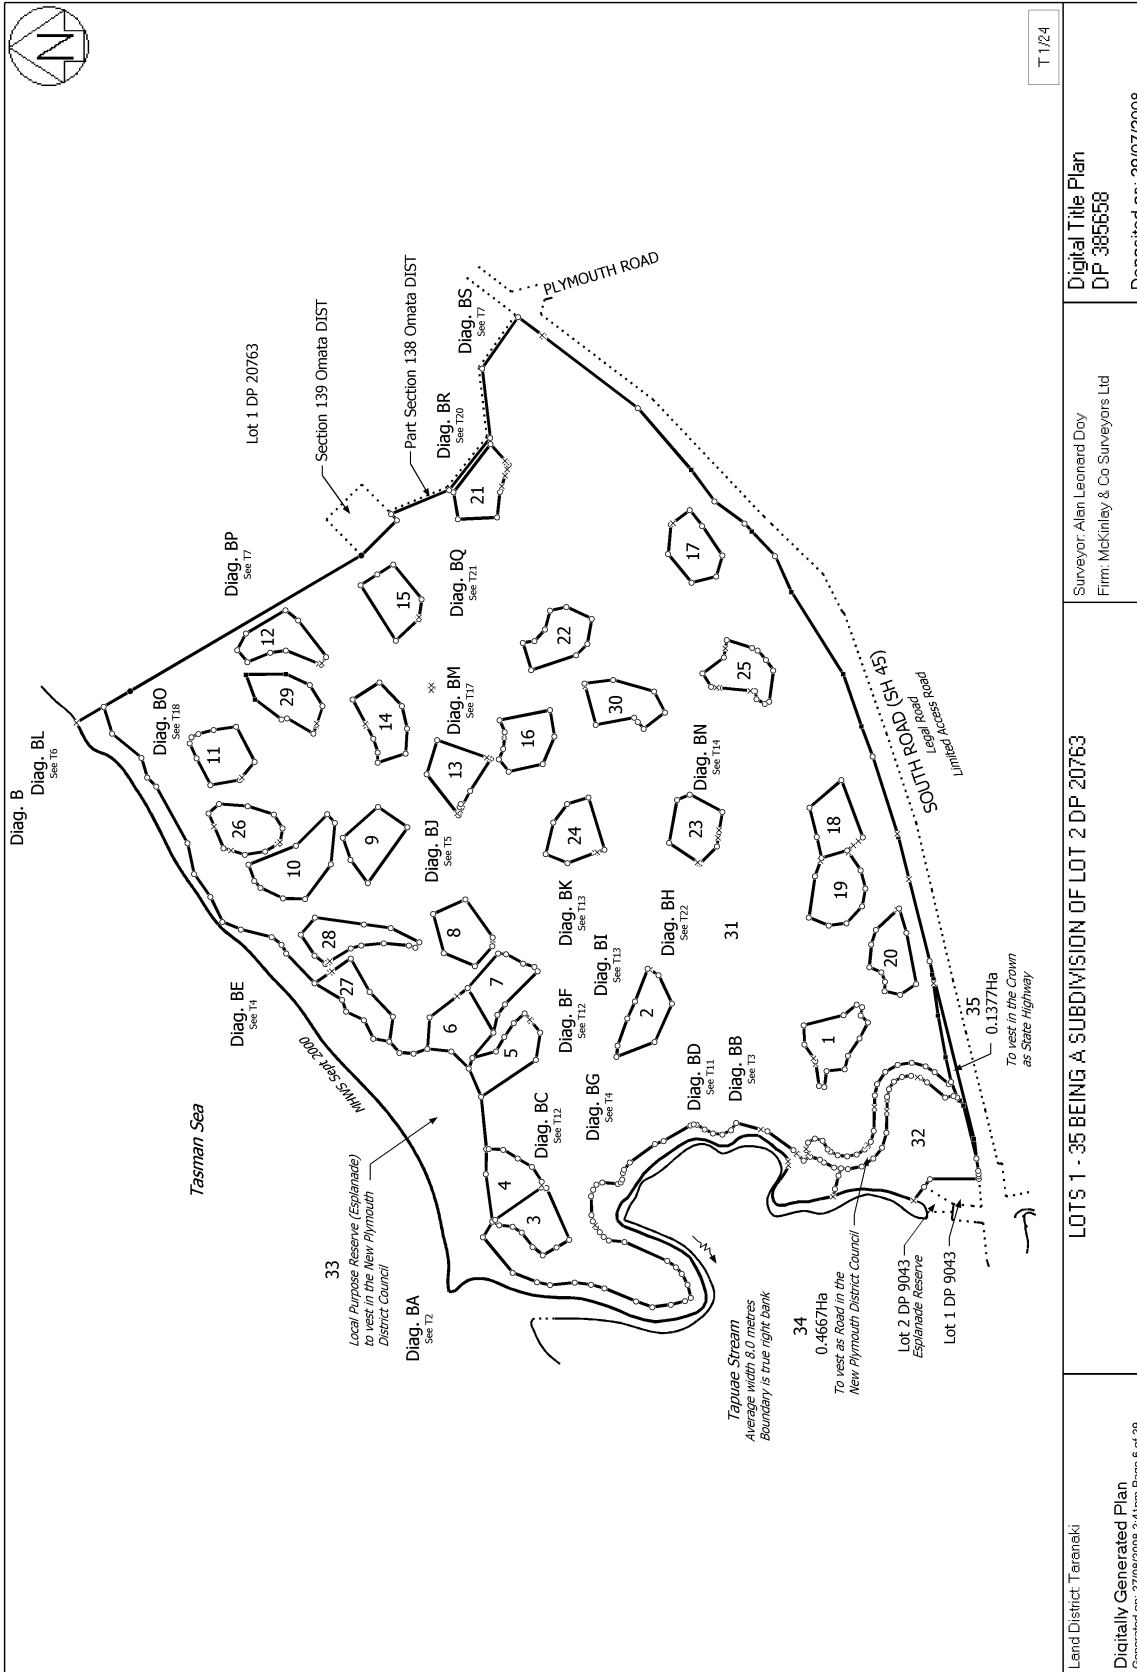 N
T 1/24
Diag. B
Diag. BL
See T6
Diag. BO
See T18
Diag. BP
See T7
Lot 1 DP 20763
Section 139 Omata DIST
Part Section 138 Omata DIST
Diag. BR
See T20
Diag. BS
See T7
PLYMOUTH ROAD
Tasman Sea
MHWS Sept 2000
Diag. BE
See T4
33
Local Purpose Reserve (Esplanade)
to vest in the New Plymouth
District Council
Diag. BA
See T2
11
12
29
26
10
28
27
14
15
9
21
Diag. BQ
See T21
Diag. BM
See T17
13
Diag. BJ
See T5
8
6
7
5
4
3
16
22
30
24
Diag. BK
See T13
Diag. BI
See T13
Diag. BF
See T12
Diag. BC
See T12
Diag. BG
See T4
2
Diag. BH
See T22
23
Diag. BN
See T14
17
25
31
Diag. BD
See T11
Diag. BB
See T3
18
19
20
1
32
SOUTH ROAD (SH 45)
Legal Road
Limited Access Road
35
0.1377Ha
To vest in the Crown
as State Highway
Tapuae Stream
Average width 8.0 metres
Boundary is true right bank
34
0.4667Ha
To vest as Road in the
New Plymouth District Council
Lot 2 DP 9043
Esplanade Reserve
Lot 1 DP 9043
Land District: Taranaki
Digitally Generated Plan
Generated on: 27/08/2008 3:41pm Page 6 of 29
LOTS 1 - 35 BEING A SUBDIVISION OF LOT 2 DP 20763
Surveyor: Alan Leonard Doy
Firm: McKinlay & Co Surveyors Ltd
Digital Title Plan
DP 385658